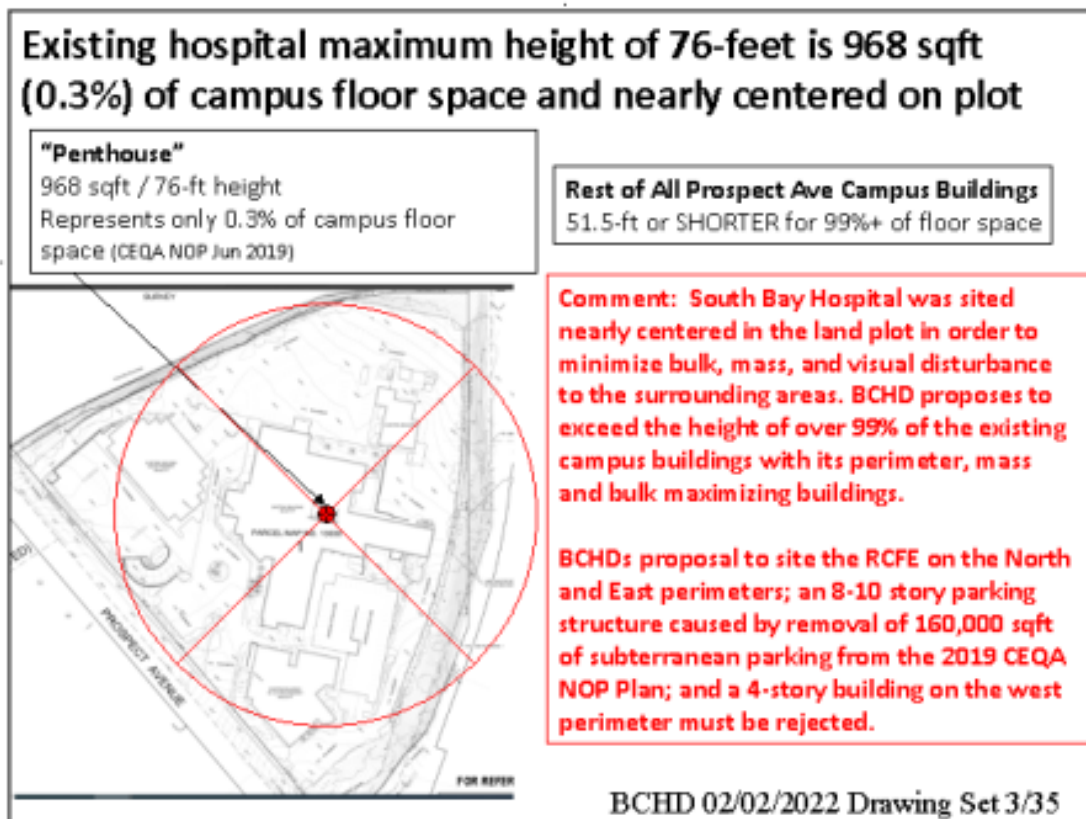 Existing hospital maximum height of 76-feet is 968 sqft
(0.3%) of campus floor space and nearly centered on plot
"Penthouse"
968 sqft / 76-ft height
Represents only 0.3% of campus floor
space (CEQA NOP Jun 2019)
Rest of All Prospect Ave Campus Buildings
51.5-ft or SHORTER for 99%+ of floor space
SURVEY
PARCEL MAP NO.
PROSPECT AVENUE
FOR REFER
Comment: South Bay Hospital was sited
nearly centered in the land plot in order to
minimize bulk, mass, and visual disturbance
to the surrounding areas. BCHD proposes to
exceed the height of over 99% of the existing
campus buildings with its perimeter, mass
and bulk maximizing buildings.
BCHDs proposal to site the RCFE on the North
and East perimeters; an 8-10 story parking
structure caused by removal of 160,000 sqft
of subterranean parking from the 2019 CEQA
NOP Plan; and a 4-story building on the west
perimeter must be rejected.
BCHD 02/02/2022 Drawing Set 3/35